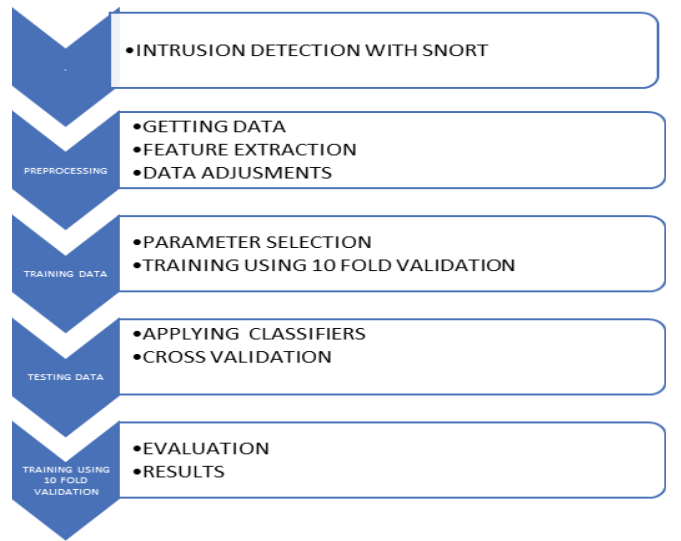 .
•INTRUSION DETECTION WITH SNORT
PREPROCESSING
•GETTING DATA
•FEATURE EXTRACTION
•DATA ADJUSMENTS
TRAINING DATA
•PARAMETER SELECTION
•TRAINING USING 10 FOLD VALIDATION
TESTING DATA
•APPLYING CLASSIFIERS
•CROSS VALIDATION
TRAINING USING
10 FOLD
VALIDATION
•EVALUATION
•RESULTS